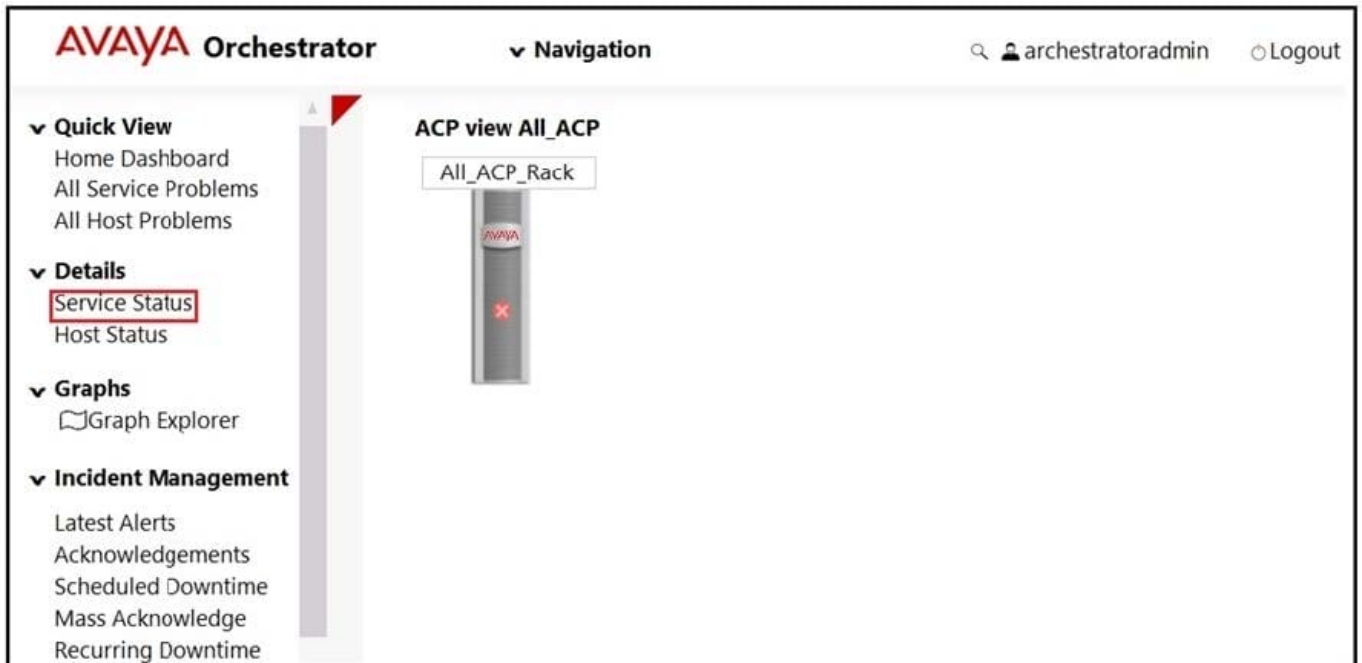 AVAYA Orchestrator
Navigation
archestratoradmin
Logout
Quick View
Home Dashboard
All Service Problems
All Host Problems
Details
Service Status
Host Status
Graphs
Graph Explorer
Incident Management
Latest Alerts
Acknowledgements
Scheduled Downtime
Mass Acknowledge
Recurring Downtime
ACP view All_ACP
All_ACP_Rack
AVAYA